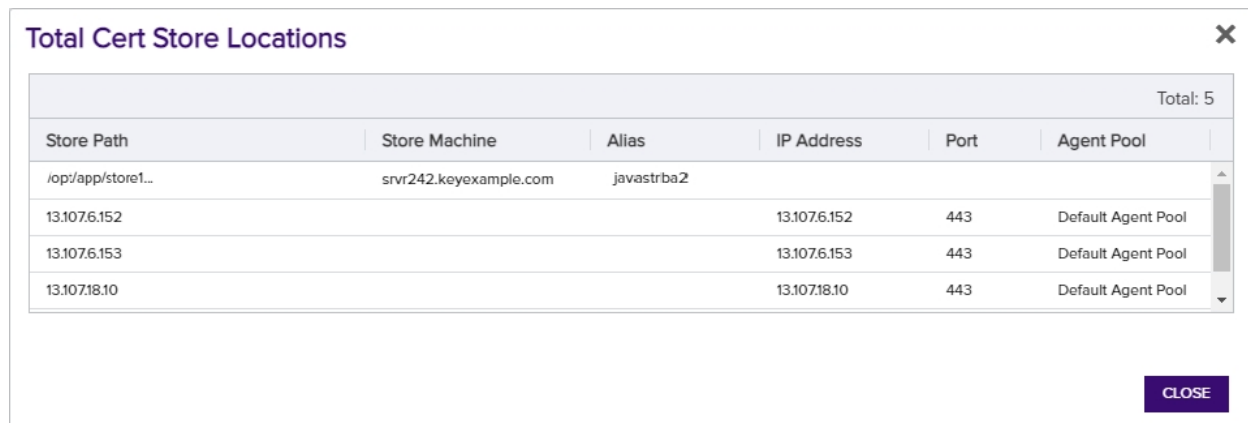 Total Cert Store Locations
Total: 5
Store Path Store Machine Alias IP Address Port Agent Pool
/opt/app/store1... srvr242.keyexample.com javastrba2
13.107.6.152 13.107.6.152 443 Default Agent Pool
13.107.6.153 13.107.6.153 443 Default Agent Pool
13.107.18.10 13.107.18.10 443 Default Agent Pool
CLOSE